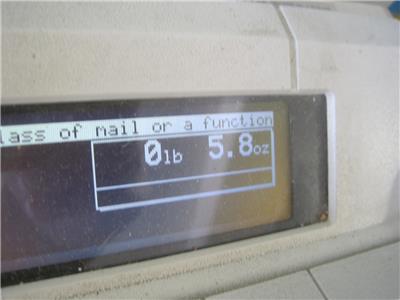 lass of mail or a function
0lb 5.8oz